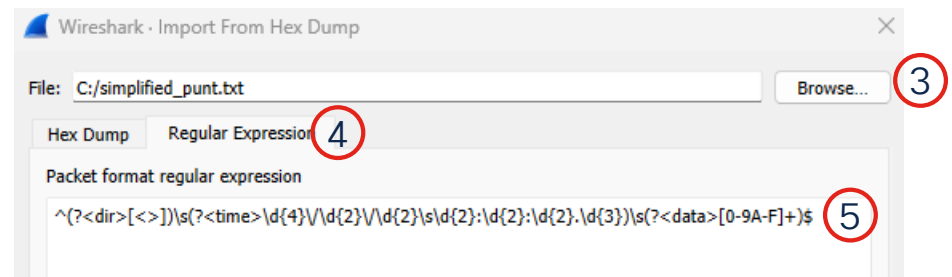 Wireshark · Import From Hex Dump
File: C:/simplified_punt.txt Browse... 3
Hex Dump Regular Expression 4
Packet format regular expression
^(?<dir>[<>])\s(?<time>\d{4}\/\d{2}\/\d{2}\s\d{2}:\d{2}:\d{2}.\d{3})\s(?<data>[0-9A-F]+)$ 5